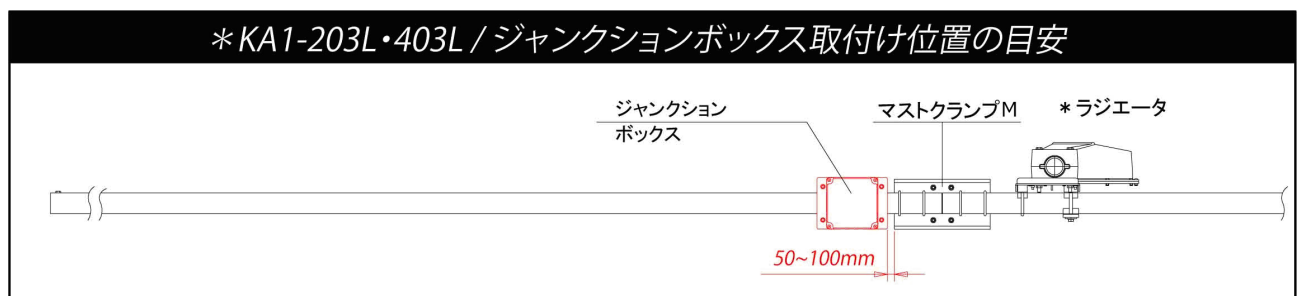 ＊KA1-203L・403L / ジャンクションボックス取付け位置の目安
ジャンクション
ボックス
マストクランプM
＊ラジエータ
50~100mm